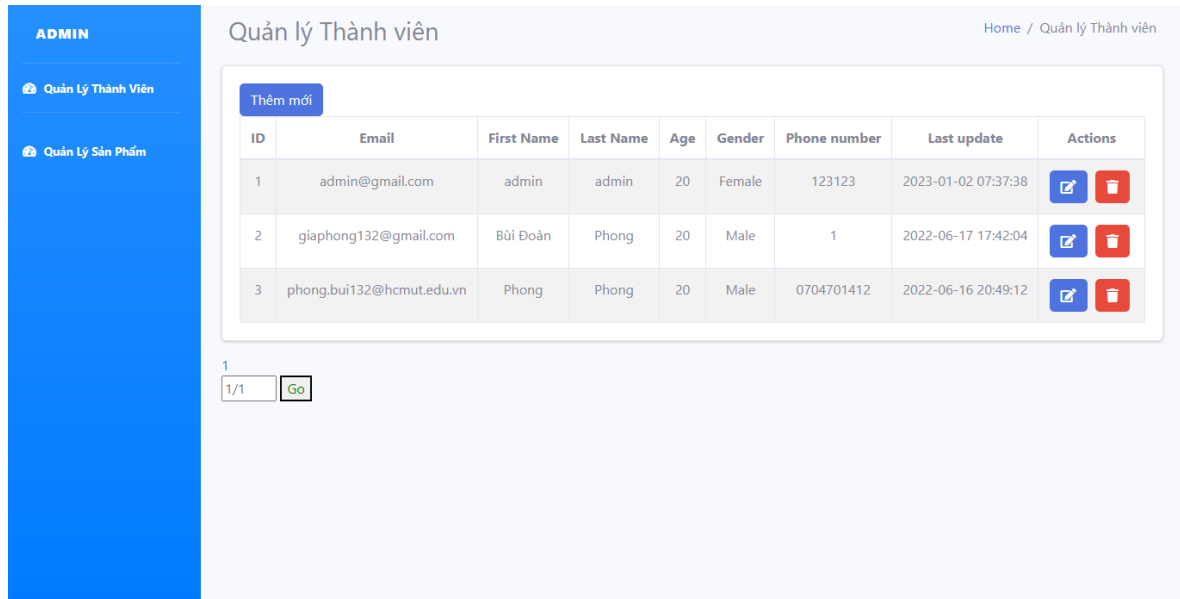 ADMIN
Quản Lý Thành Viên
Quản Lý Sản Phẩm
Quản lý Thành viên
Home / Quản lý Thành viên
Thêm mới
ID Email First Name Last Name Age Gender Phone number Last update Actions
1 admin@gmail.com admin admin 20 Female 123123 2023-01-02 07:37:38
2 giaphong132@gmail.com Bùi Đoàn Phong 20 Male 1 2022-06-17 17:42:04
3 phong.bui132@hcmut.edu.vn Phong Phong 20 Male 0704701412 2022-06-16 20:49:12
1
1/1 Go